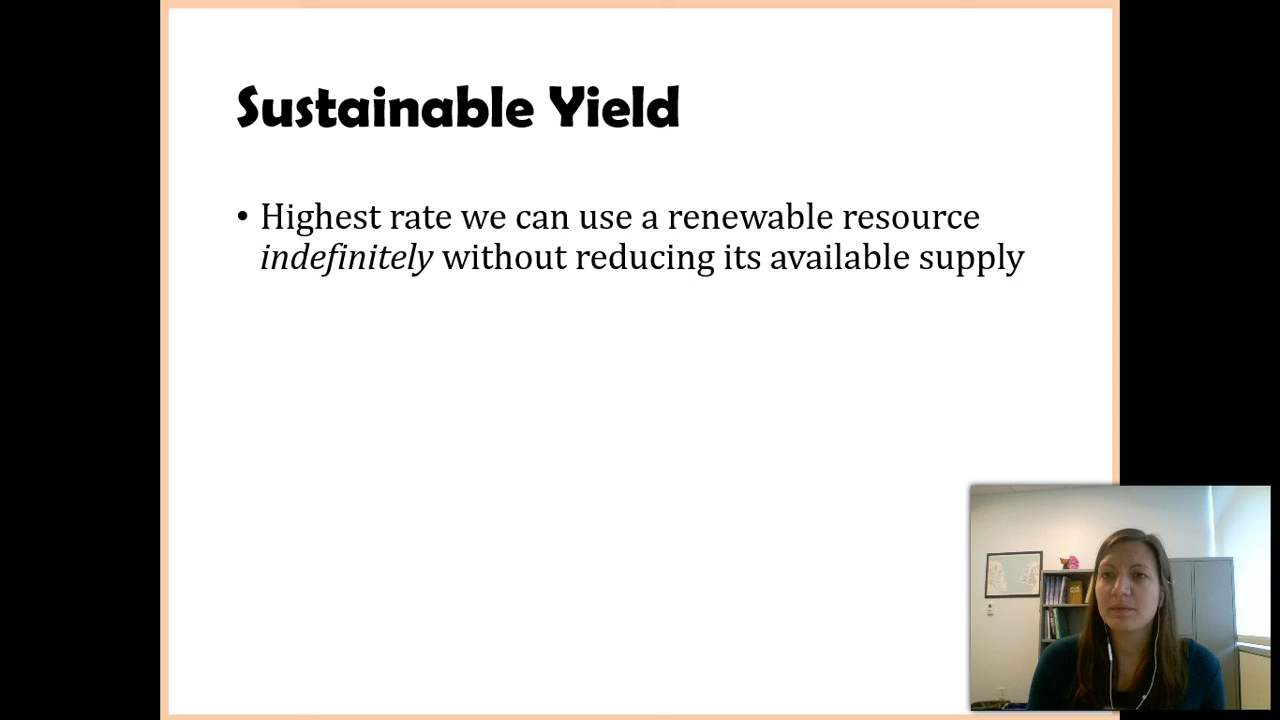 Sustainable Yield
• Highest rate we can use a renewable resource
indefinitely without reducing its available supply